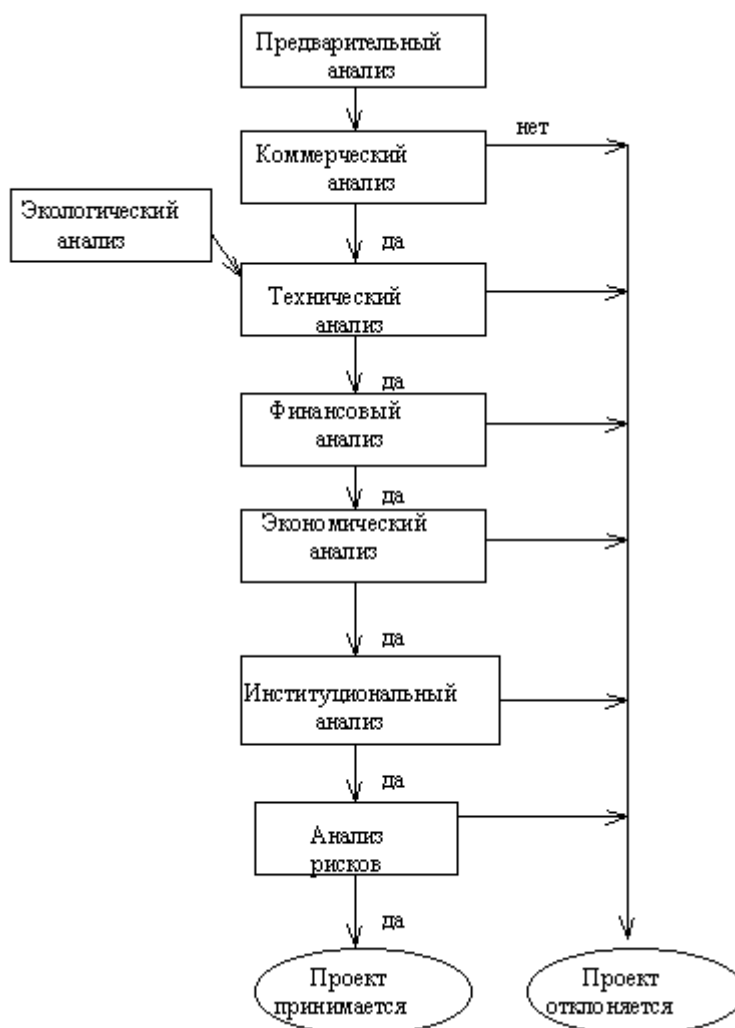 Предварительный
анализ
нет
Коммерческий
анализ
Экологический
анализ
да
Технический
анализ
да
Финансовый
анализ
да
Экономический
анализ
да
Институциональный
анализ
да
Анализ
рисков
да
Проект
принимается
Проект
отклоняется